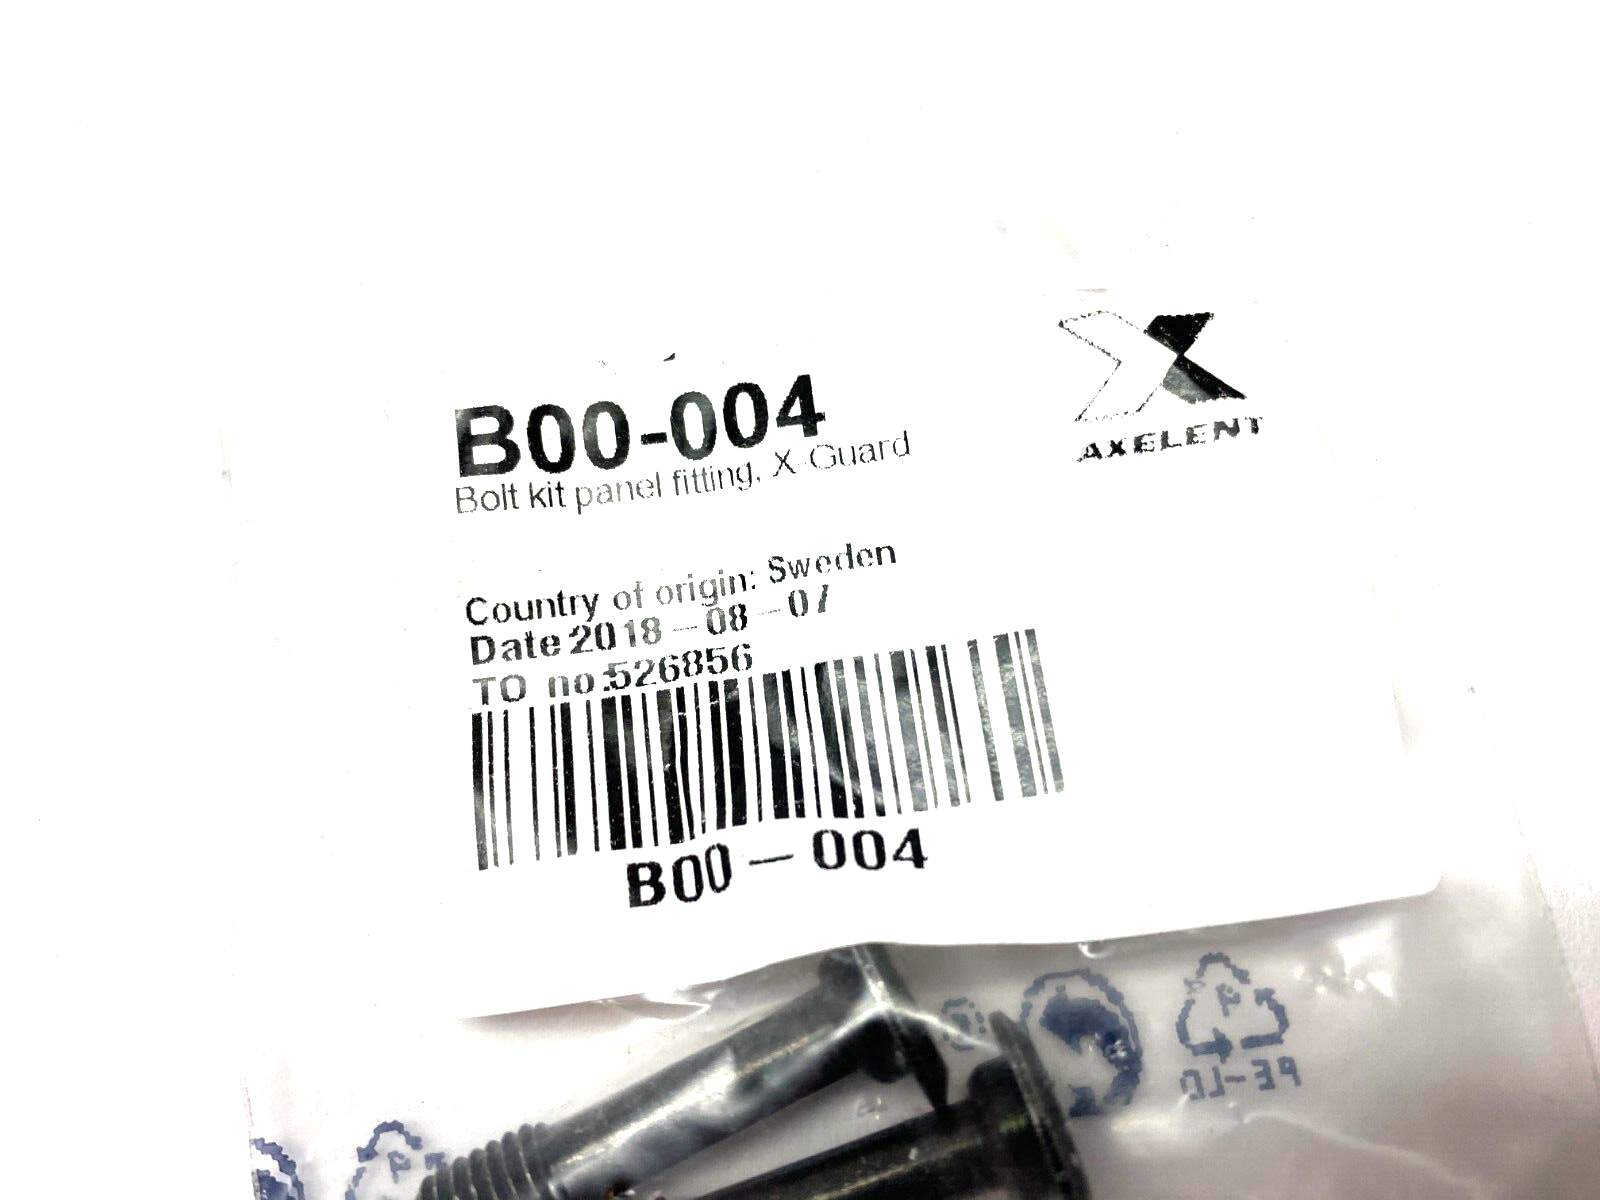 B00-004
Bolt kit panel fitting, X-Guard
AXELENT
Country of origin: Sweden
Date 2018-08-07
TO no:526856
B00-004
PE-LD